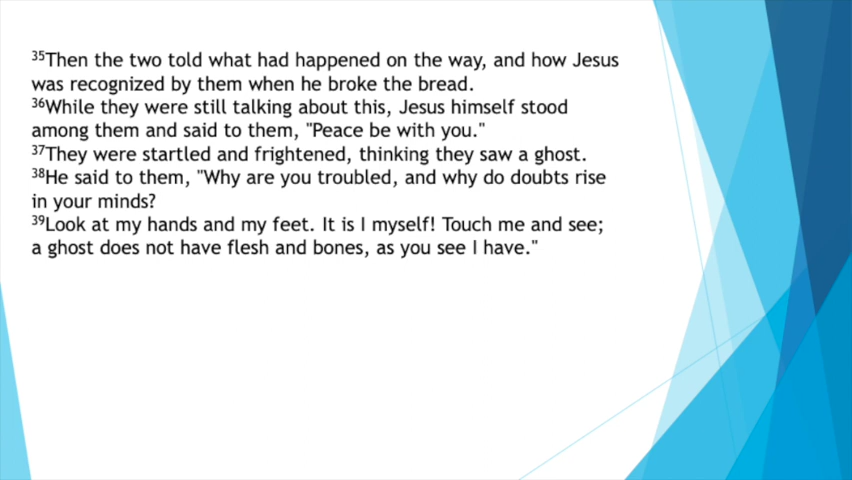 ³⁵Then the two told what had happened on the way, and how Jesus
was recognized by them when he broke the bread.
³⁶While they were still talking about this, Jesus himself stood
among them and said to them, "Peace be with you."
³⁷They were startled and frightened, thinking they saw a ghost.
³⁸He said to them, "Why are you troubled, and why do doubts rise
in your minds?
³⁹Look at my hands and my feet. It is I myself! Touch me and see;
a ghost does not have flesh and bones, as you see I have."